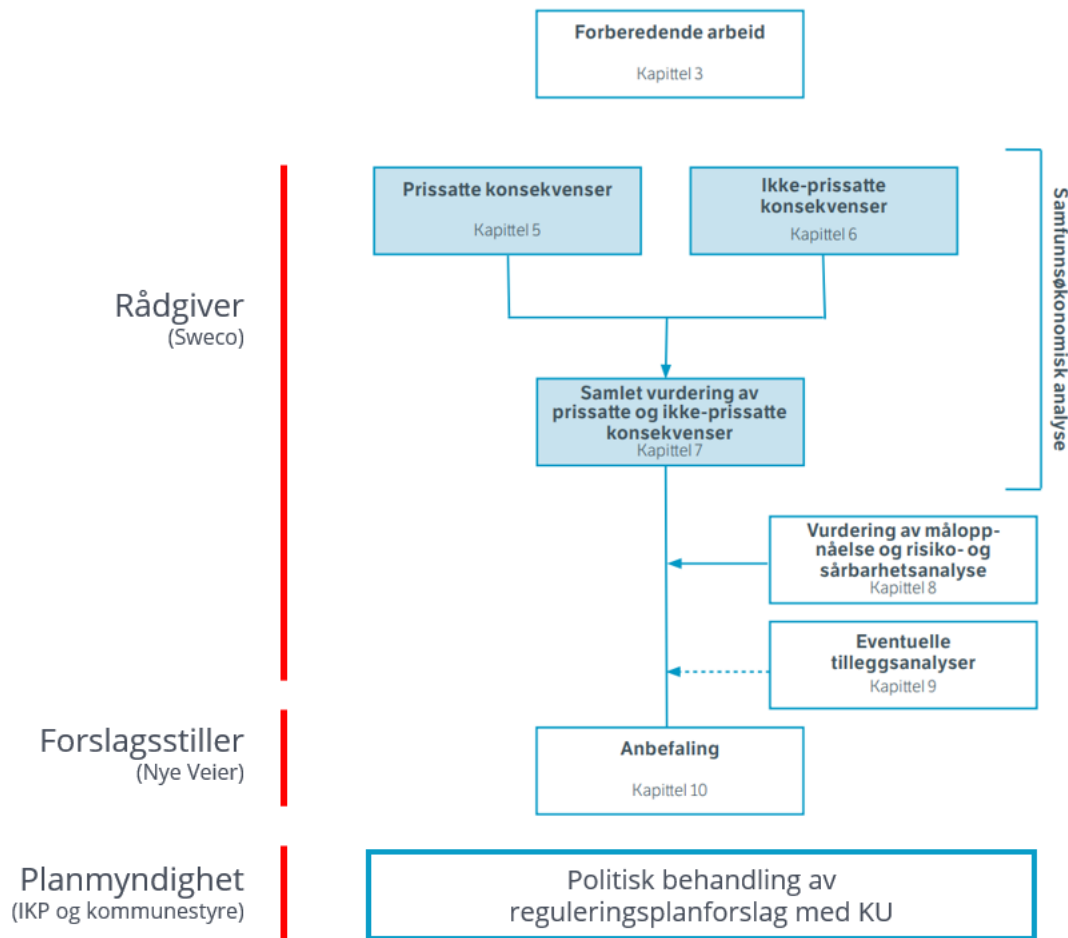 Forberedende arbeid
Kapittel 3
Prissatte konsekvenser
Kapittel 5
Ikke-prissatte
konsekvenser
Kapittel 6
Samfunnsøkonomisk analyse
Rådgiver
(Sweco)
Samlet vurdering av
prissatte og ikke-prissatte
konsekvenser
Kapittel 7
Vurdering av målopp-
nåelse og risiko- og
sårbarhetsanalyse
Kapittel 8
Eventuelle
tilleggsanalyser
Kapittel 9
Forslagsstiller
(Nye Veier)
Anbefaling
Kapittel 10
Planmyndighet
(IKP og kommunestyre)
Politisk behandling av
reguleringsplanforslag med KU